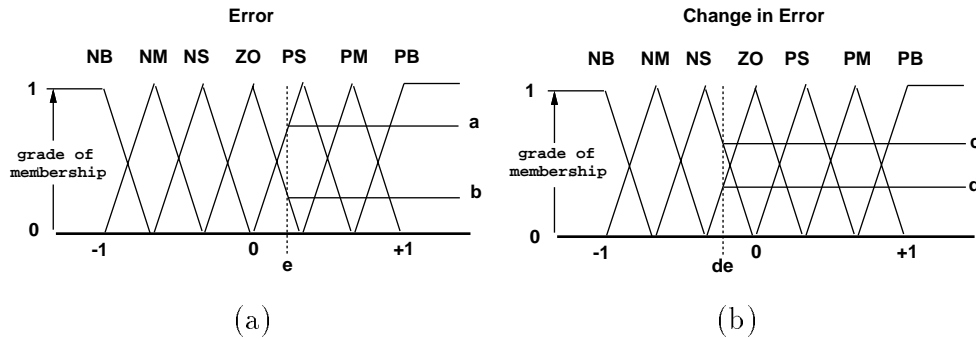 Error
NB NM NS ZO PS PM PB
1
a
grade of
membership
b
0
-1 0 +1
e
(a)
Change in Error
NB NM NS ZO PS PM PB
1
c
grade of
membership
d
0
-1 0 +1
de
(b)